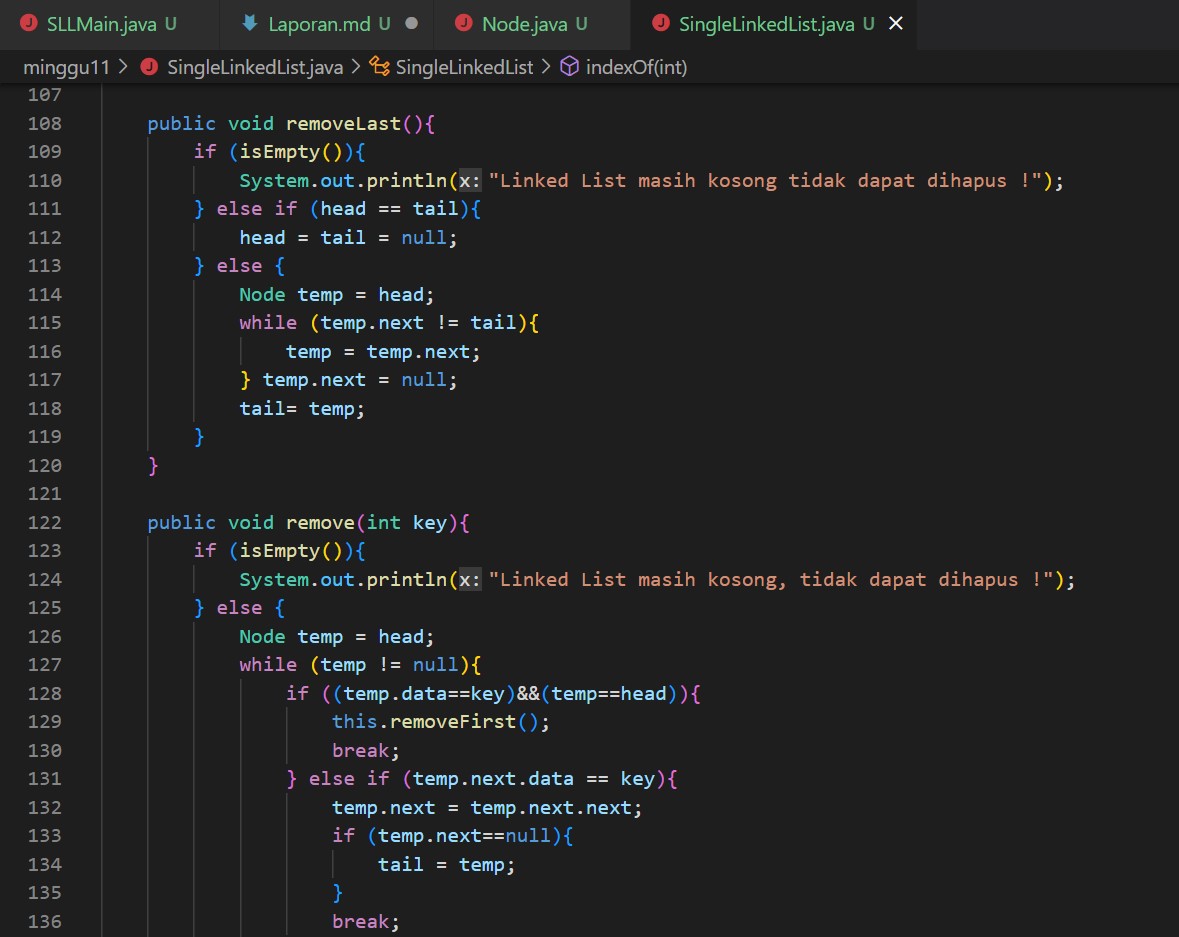 SLLMain.java U Laporan.md U Node.java U SingleLinkedList.java U
minggu11 > SingleLinkedList.java > SingleLinkedList > indexOf(int)
107
108 public void removeLast(){
109 if (isEmpty()){
110 System.out.println(x: "Linked List masih kosong tidak dapat dihapus !");
111 } else if (head == tail){
112 head = tail = null;
113 } else {
114 Node temp = head;
115 while (temp.next != tail){
116 temp = temp.next;
117 } temp.next = null;
118 tail= temp;
119 }
120 }
121
122 public void remove(int key){
123 if (isEmpty()){
124 System.out.println(x: "Linked List masih kosong, tidak dapat dihapus !");
125 } else {
126 Node temp = head;
127 while (temp != null){
128 if ((temp.data==key)&&(temp==head)){
129 this.removeFirst();
130 break;
131 } else if (temp.next.data == key){
132 temp.next = temp.next.next;
133 if (temp.next==null){
134 tail = temp;
135 }
136 break;